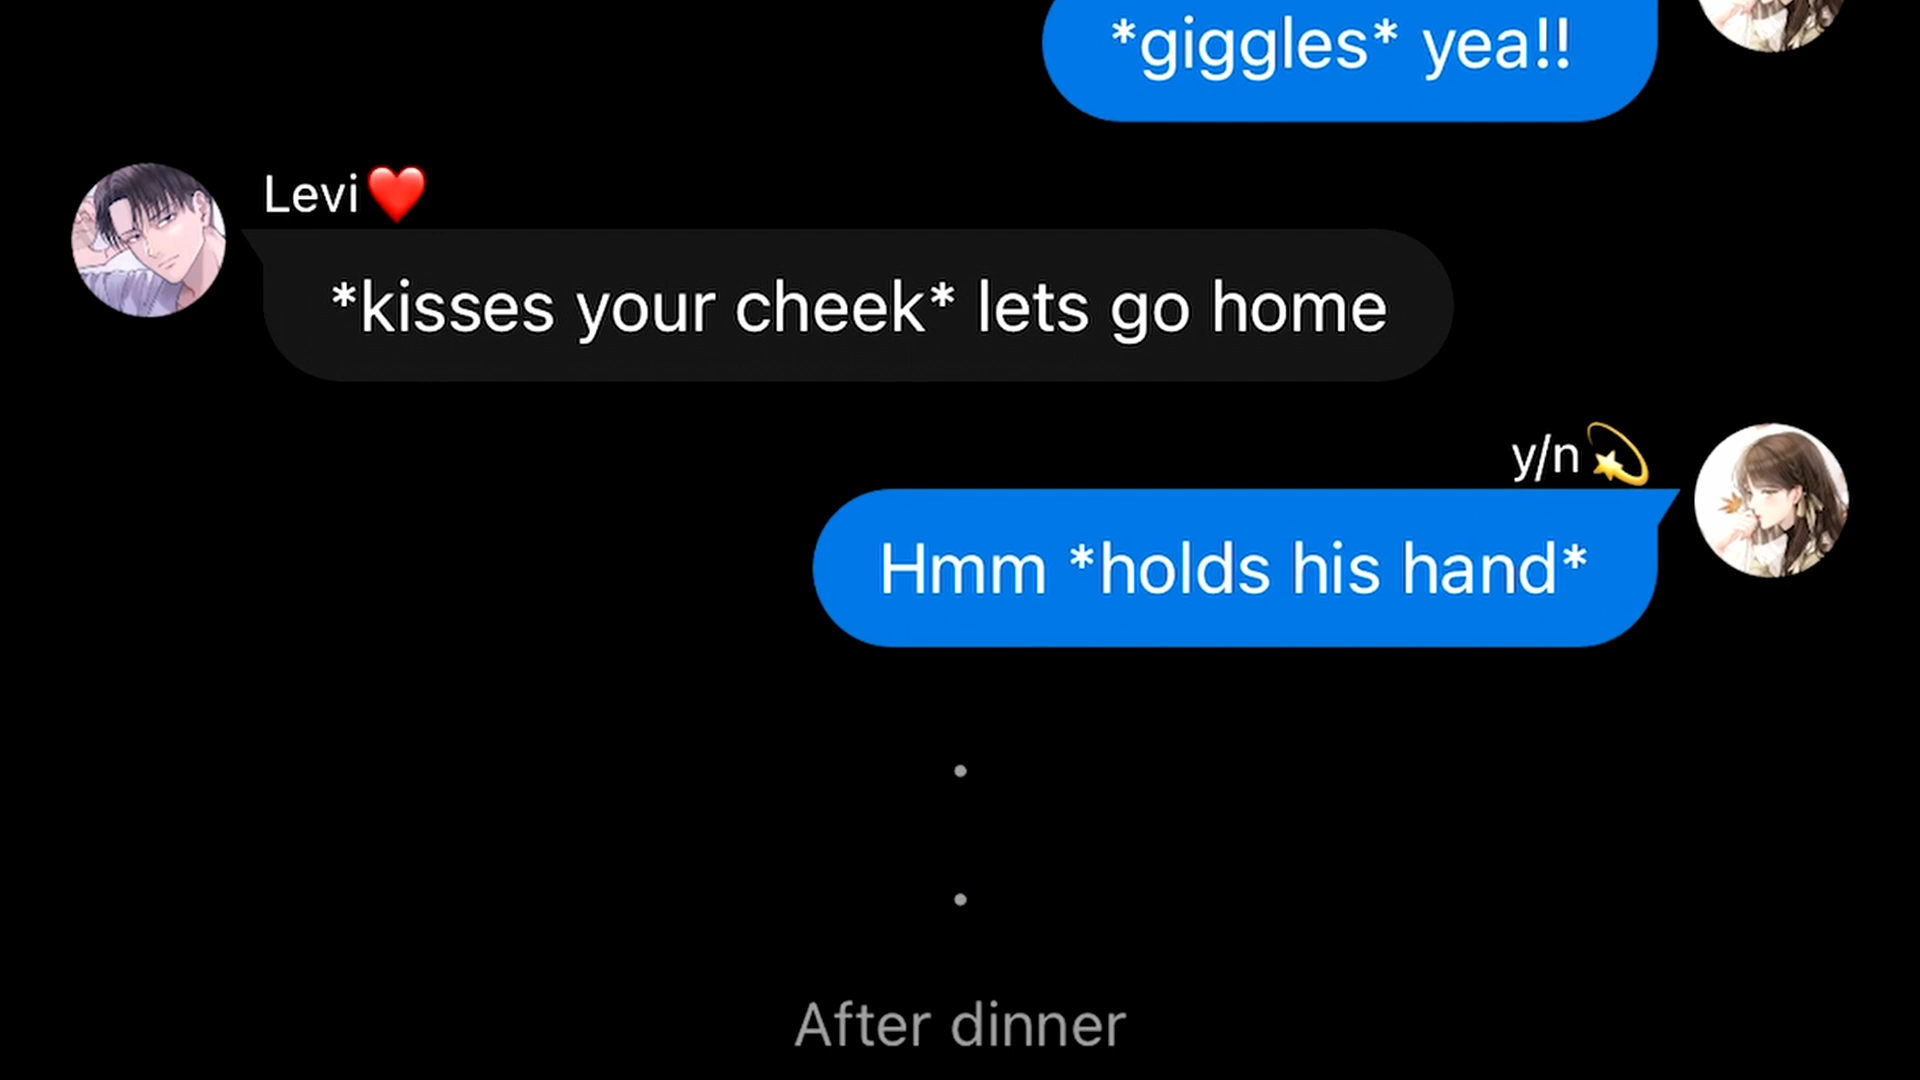 *giggles* yea!!
Levi❤️
*kisses your cheek* lets go home
y/n💫
Hmm *holds his hand*
.
.
After dinner